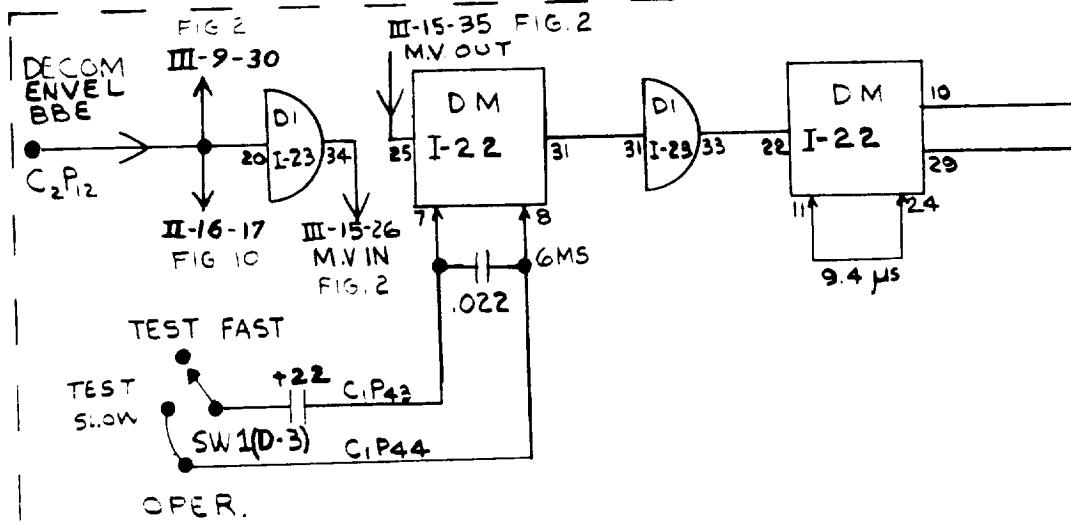 FIG 2
III-9-30
DECOM
ENVEL
BBE
C2P12
20
DI
I-23
34
II-16-17
FIG 10
III-15-26
M.V IN
FIG. 2
III-15-35 FIG. 2
M.V. OUT
25
DM
I-22
31
7
8
6MS
.022
31
DI
I-23
33
22
DM
I-22
10
29
11
24
9.4 µs
TEST FAST
TEST
SLOW
+22
C1P43
SW1(D-3)
C1P44
OPER.